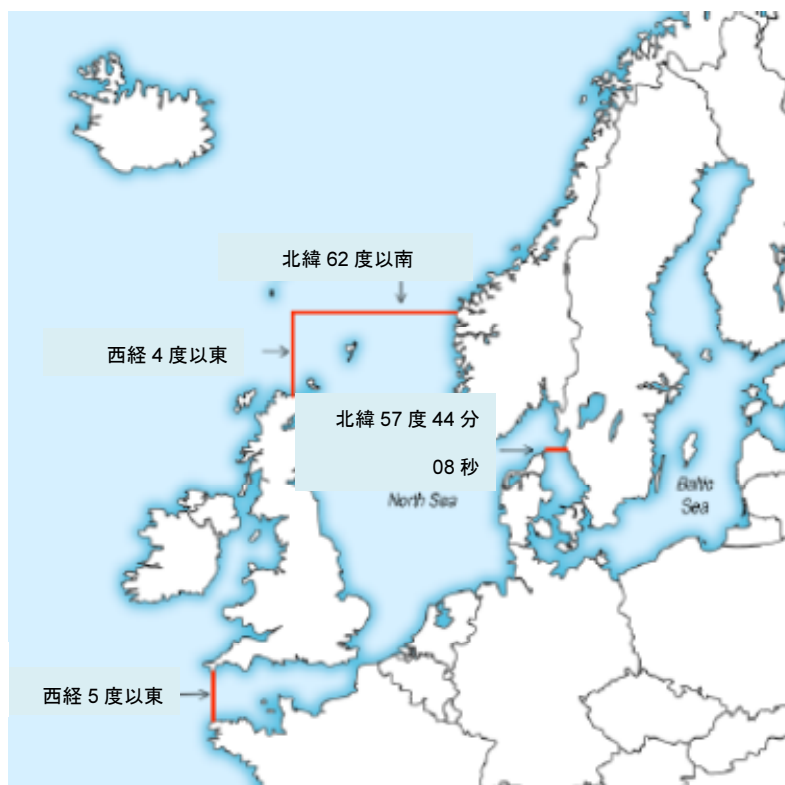 北緯 62 度以南
西経 4 度以東
北緯 57 度 44 分
08 秒
North Sea
Baltic
Sea
西経 5 度以東